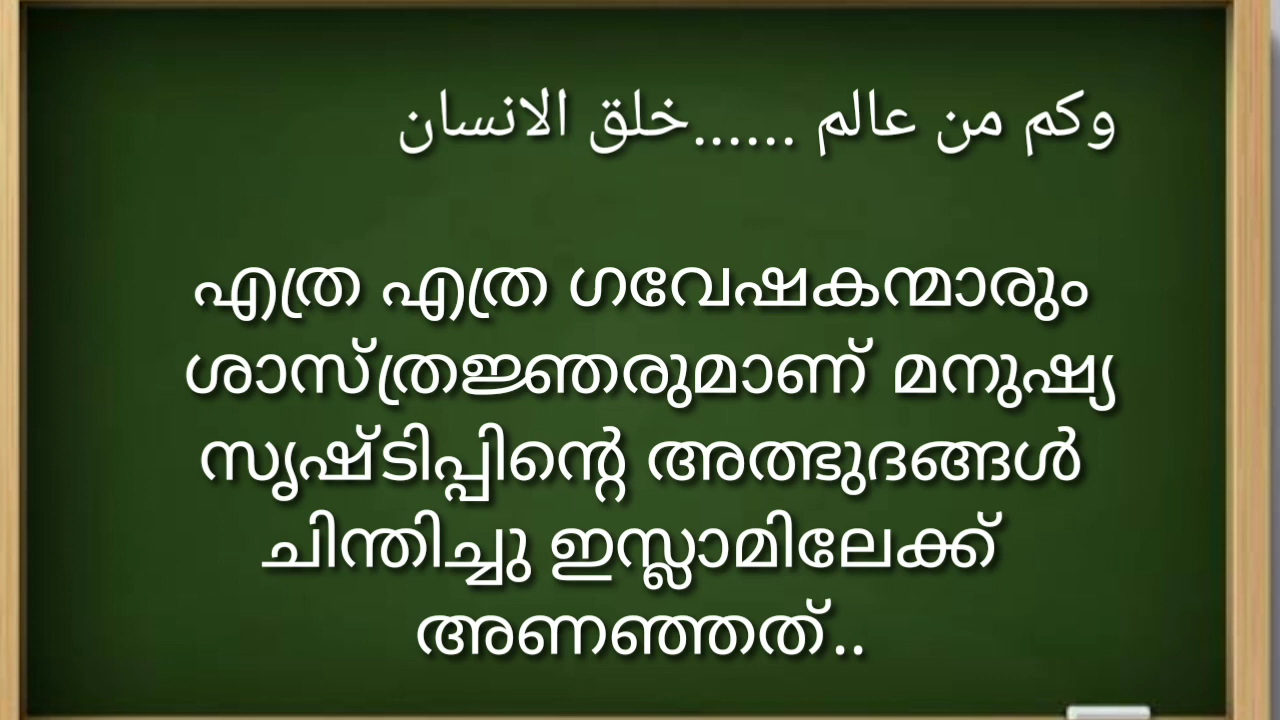 وكم من عالم ......خلق الانسان
എത്ര എത്ര ഗവേഷകന്മാരും
ശാസ്ത്രജ്ഞരുമാണ് മനുഷ്യ
സൃഷ്ടിപ്പിന്റെ അത്ഭുദങ്ങൾ
ചിന്തിച്ചു ഇസ്ലാമിലേക്ക്
അണഞ്ഞത്..